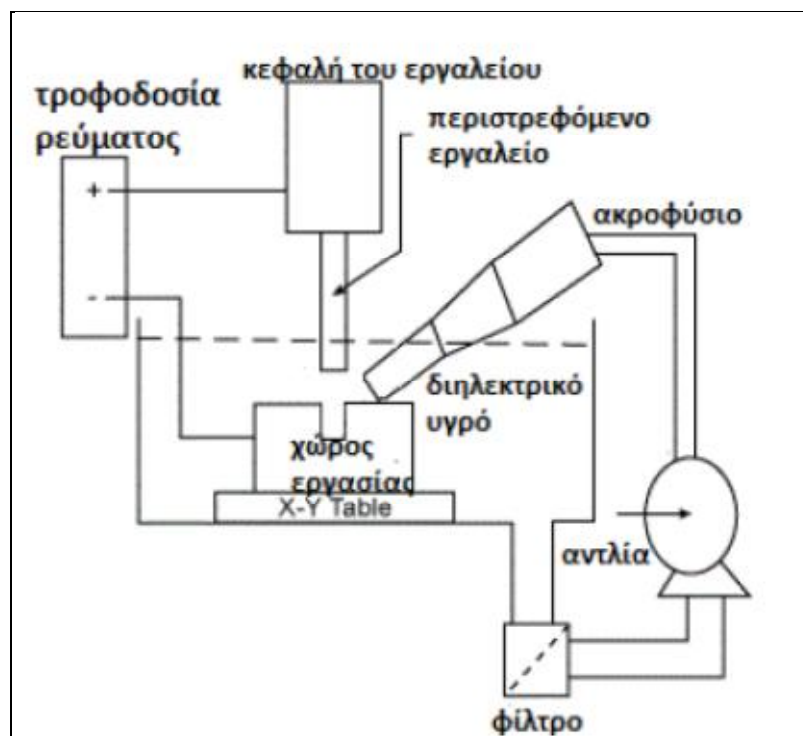 κεφαλή του εργαλείου
τροφοδοσία
ρεύματος
περιστρεφόμενο
εργαλείο
ακροφύσιο
+
-
διηλεκτρικό
υγρό
χώρος
εργασίας
X-Y Table
αντλία
φίλτρο